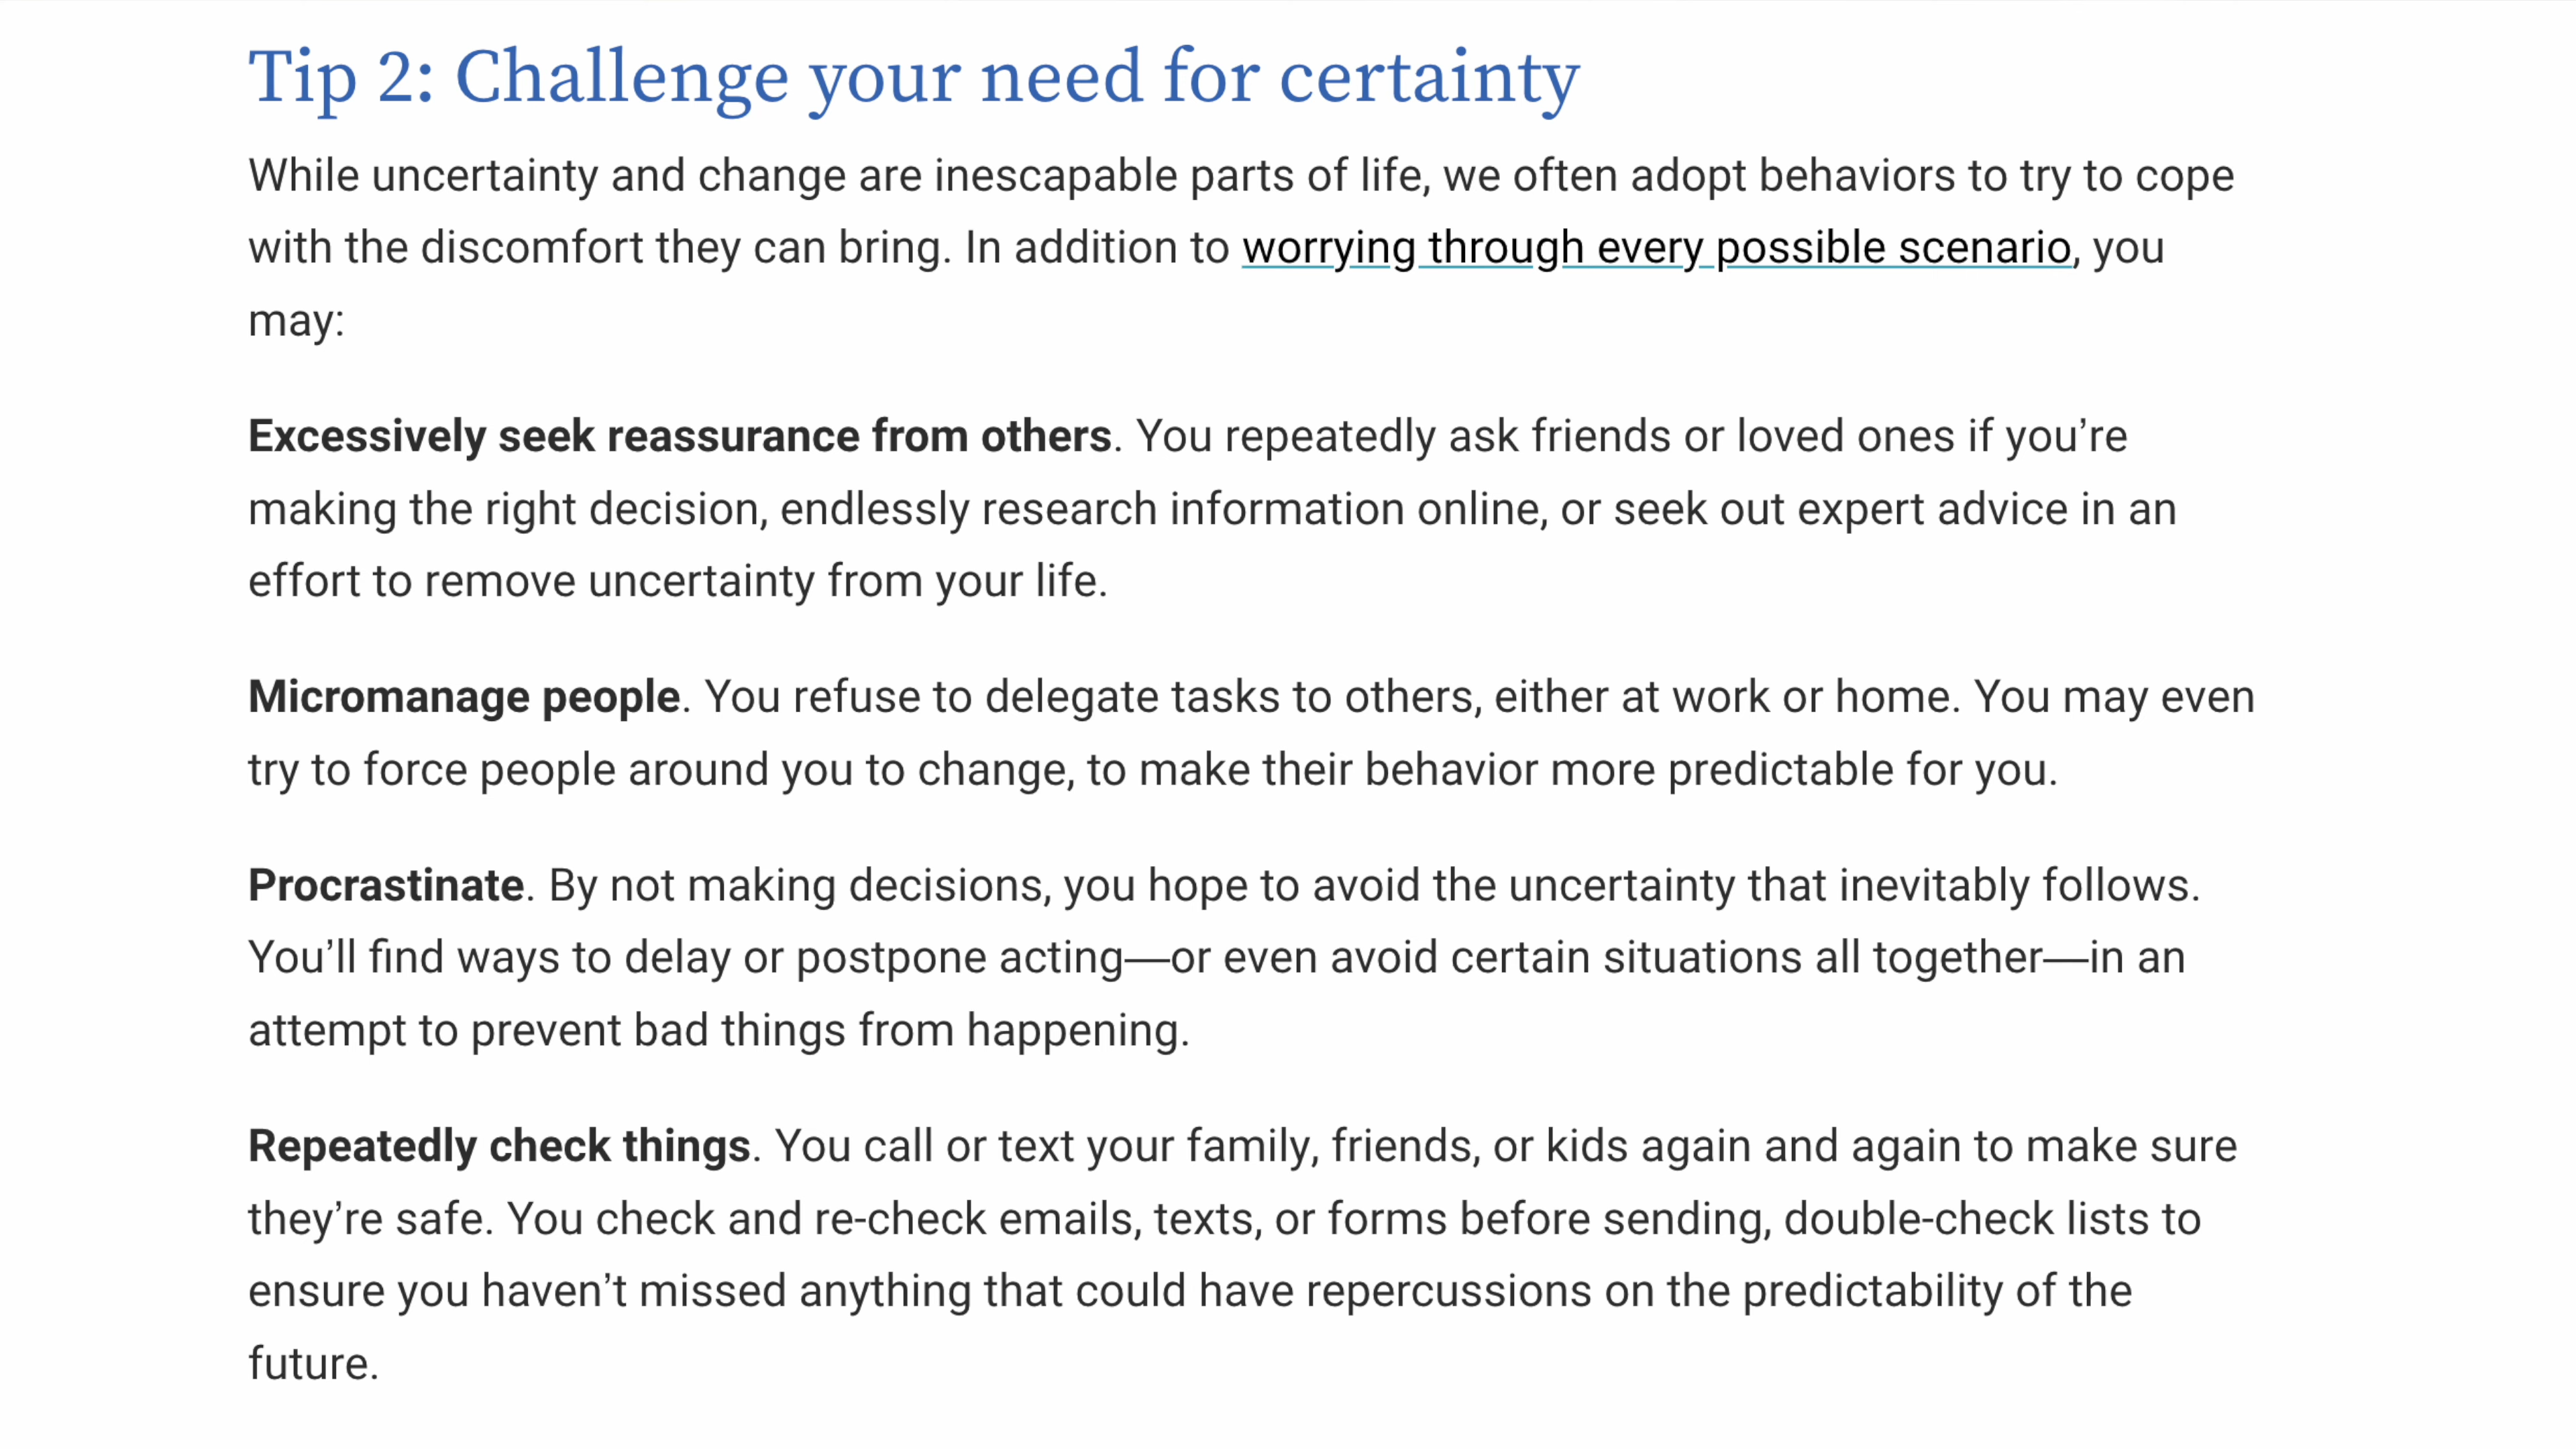 Tip 2: Challenge your need for certainty
While uncertainty and change are inescapable parts of life, we often adopt behaviors to try to cope
with the discomfort they can bring. In addition to worrying through every possible scenario, you
may:
Excessively seek reassurance from others. You repeatedly ask friends or loved ones if you’re
making the right decision, endlessly research information online, or seek out expert advice in an
effort to remove uncertainty from your life.
Micromanage people. You refuse to delegate tasks to others, either at work or home. You may even
try to force people around you to change, to make their behavior more predictable for you.
Procrastinate. By not making decisions, you hope to avoid the uncertainty that inevitably follows.
You’ll find ways to delay or postpone acting—or even avoid certain situations all together—in an
attempt to prevent bad things from happening.
Repeatedly check things. You call or text your family, friends, or kids again and again to make sure
they’re safe. You check and re-check emails, texts, or forms before sending, double-check lists to
ensure you haven’t missed anything that could have repercussions on the predictability of the
future.